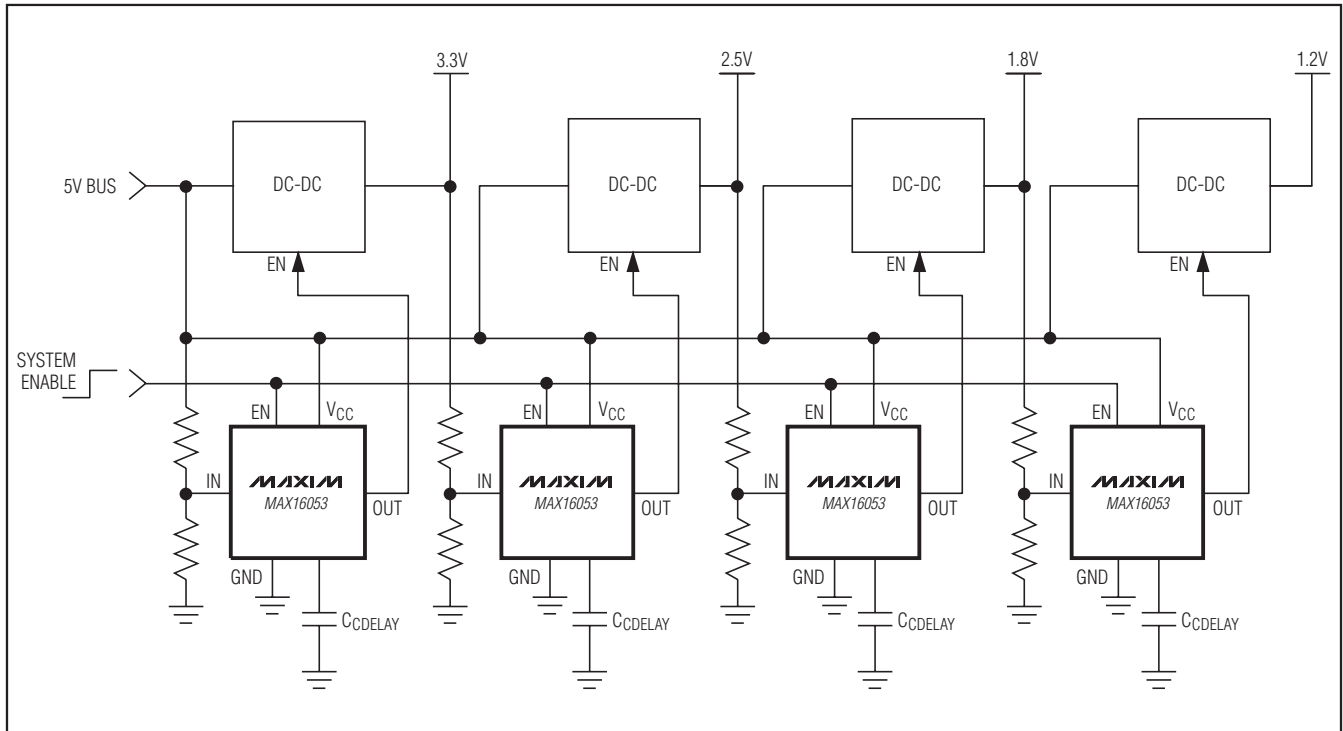 3.3V
2.5V
1.8V
1.2V
5V BUS
DC-DC
DC-DC
DC-DC
DC-DC
EN
EN
EN
EN
SYSTEM
ENABLE
EN
VCC
EN
VCC
EN
VCC
EN
VCC
IN
MAXIM
MAX16053
OUT
IN
MAXIM
MAX16053
OUT
IN
MAXIM
MAX16053
OUT
IN
MAXIM
MAX16053
OUT
GND
GND
GND
GND
CCDELAY
CCDELAY
CCDELAY
CCDELAY